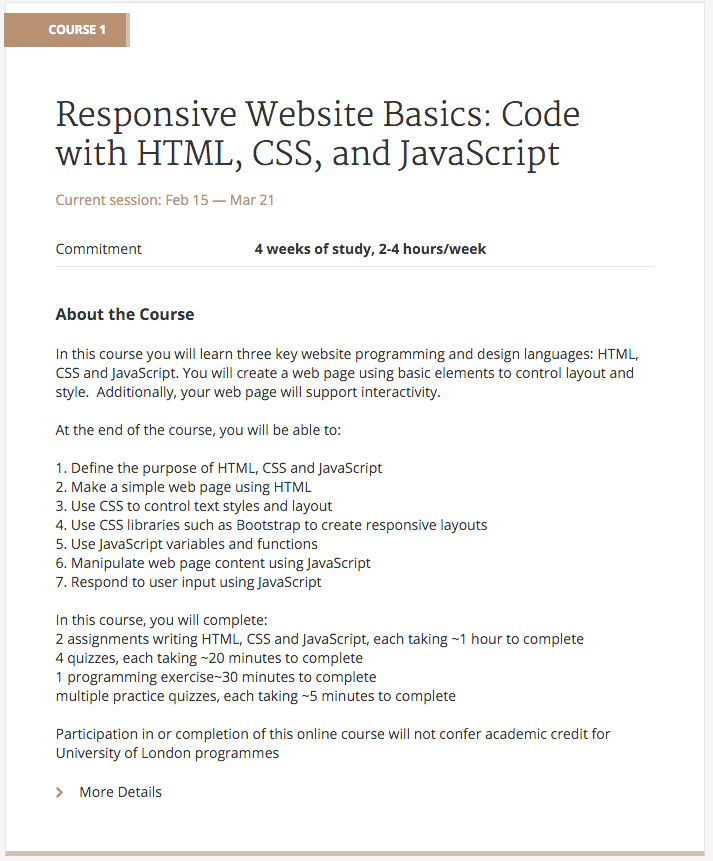 COURSE 1
Responsive Website Basics: Code
with HTML, CSS, and JavaScript
Current session: Feb 15 — Mar 21
Commitment 4 weeks of study, 2-4 hours/week
About the Course
In this course you will learn three key website programming and design languages: HTML,
CSS and JavaScript. You will create a web page using basic elements to control layout and
style.  Additionally, your web page will support interactivity.
At the end of the course, you will be able to:
1. Define the purpose of HTML, CSS and JavaScript
2. Make a simple web page using HTML
3. Use CSS to control text styles and layout
4. Use CSS libraries such as Bootstrap to create responsive layouts
5. Use JavaScript variables and functions
6. Manipulate web page content using JavaScript
7. Respond to user input using JavaScript
In this course, you will complete:
2 assignments writing HTML, CSS and JavaScript, each taking ~1 hour to complete
4 quizzes, each taking ~20 minutes to complete
1 programming exercise~30 minutes to complete
multiple practice quizzes, each taking ~5 minutes to complete
Participation in or completion of this online course will not confer academic credit for
University of London programmes
More Details